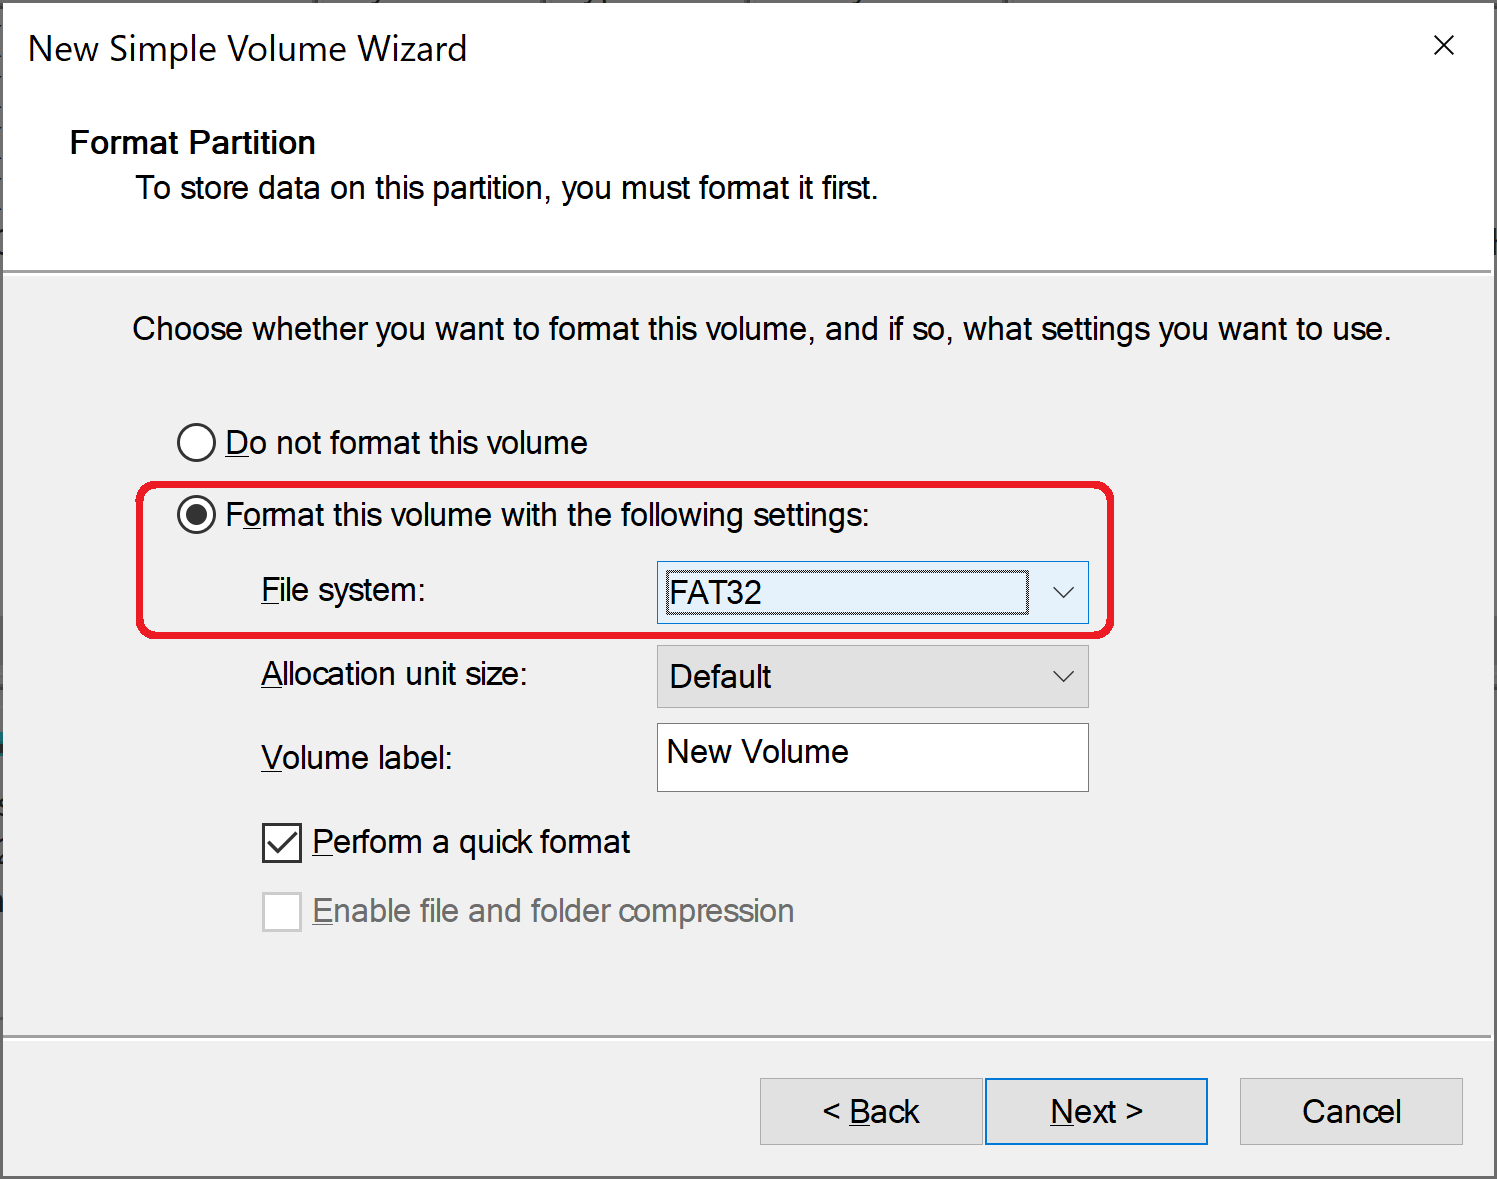 New Simple Volume Wizard
Format Partition
To store data on this partition, you must format it first.
Choose whether you want to format this volume, and if so, what settings you want to use.
Do not format this volume
Format this volume with the following settings:
File system: FAT32
Allocation unit size: Default
Volume label: New Volume
Perform a quick format
Enable file and folder compression
< Back Next > Cancel